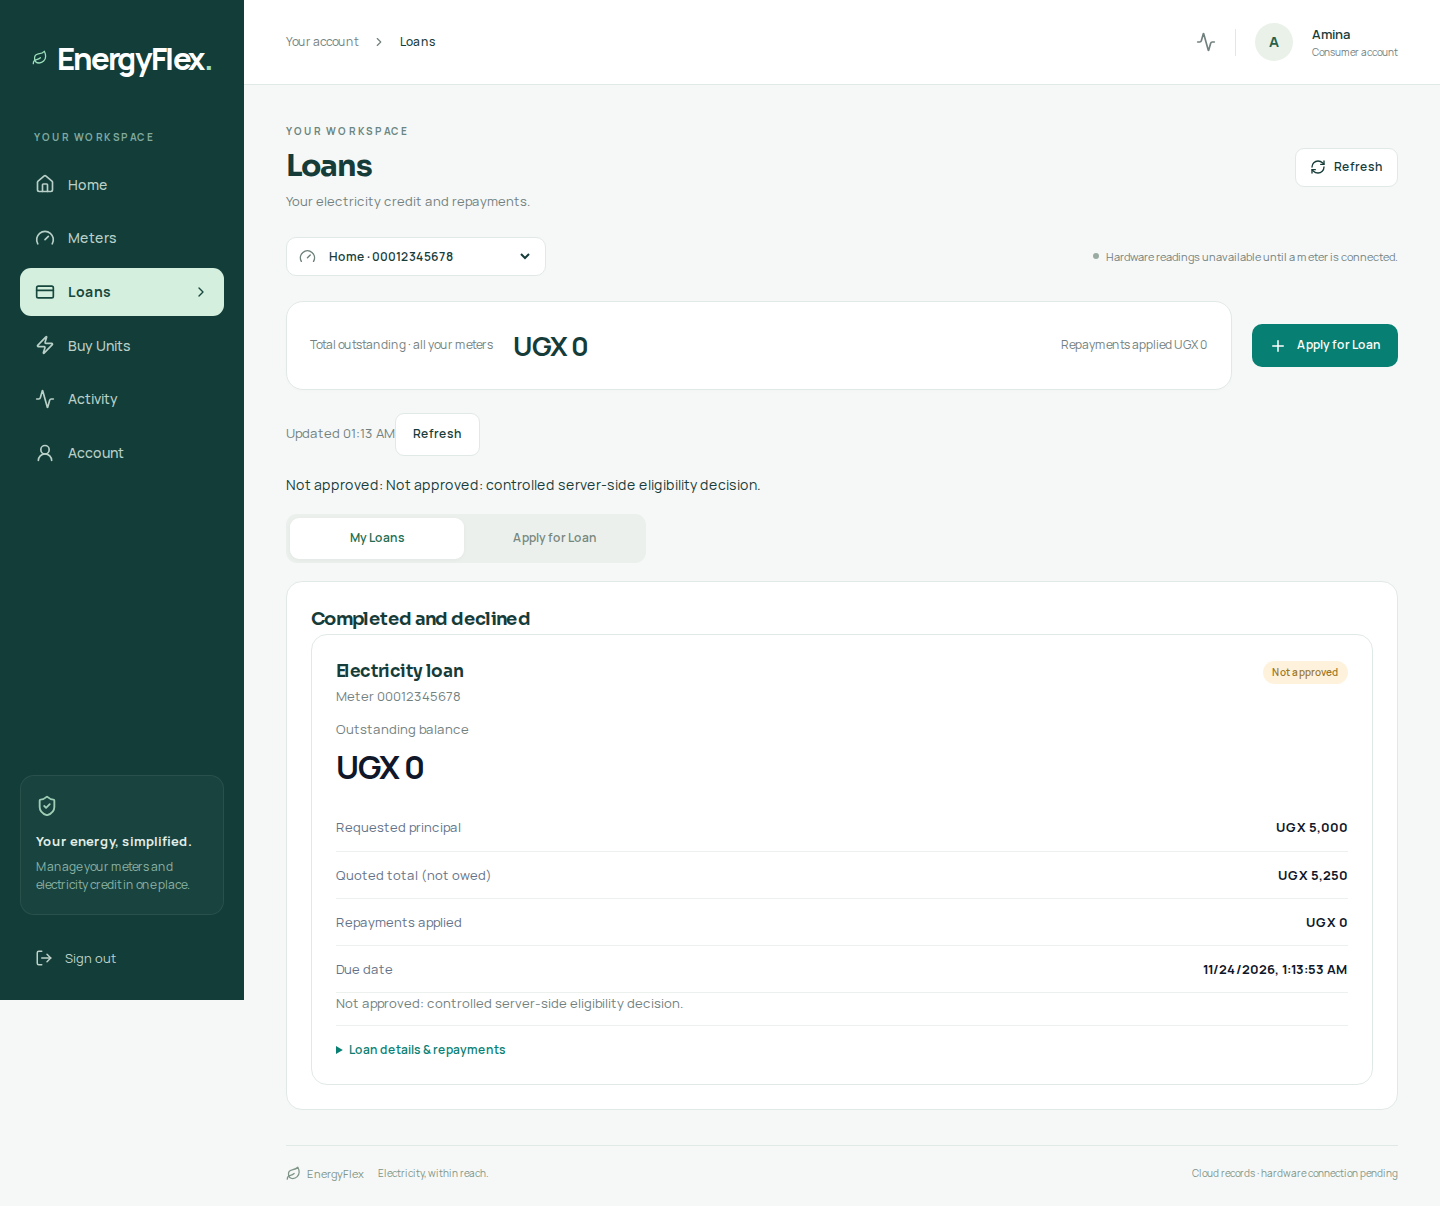 EnergyFlex.
YOUR WORKSPACE
Home
Meters
Loans
Buy Units
Activity
Account
Your energy, simplified.
Manage your meters and
electricity credit in one place.
Sign out
Your account
Loans
A
Amina
Consumer account
YOUR WORKSPACE
Loans
Your electricity credit and repayments.
Refresh
Home · 00012345678
Hardware readings unavailable until a meter is connected.
Total outstanding · all your meters
UGX 0
Repayments applied UGX 0
Apply for Loan
Updated 01:13 AM
Refresh
Not approved: Not approved: controlled server-side eligibility decision.
My Loans
Apply for Loan
Completed and declined
Electricity loan
Not approved
Meter 00012345678
Outstanding balance
UGX 0
Requested principal
UGX 5,000
Quoted total (not owed)
UGX 5,250
Repayments applied
UGX 0
Due date
11/24/2026, 1:13:53 AM
Not approved: controlled server-side eligibility decision.
Loan details & repayments
EnergyFlex
Electricity, within reach.
Cloud records · hardware connection pending